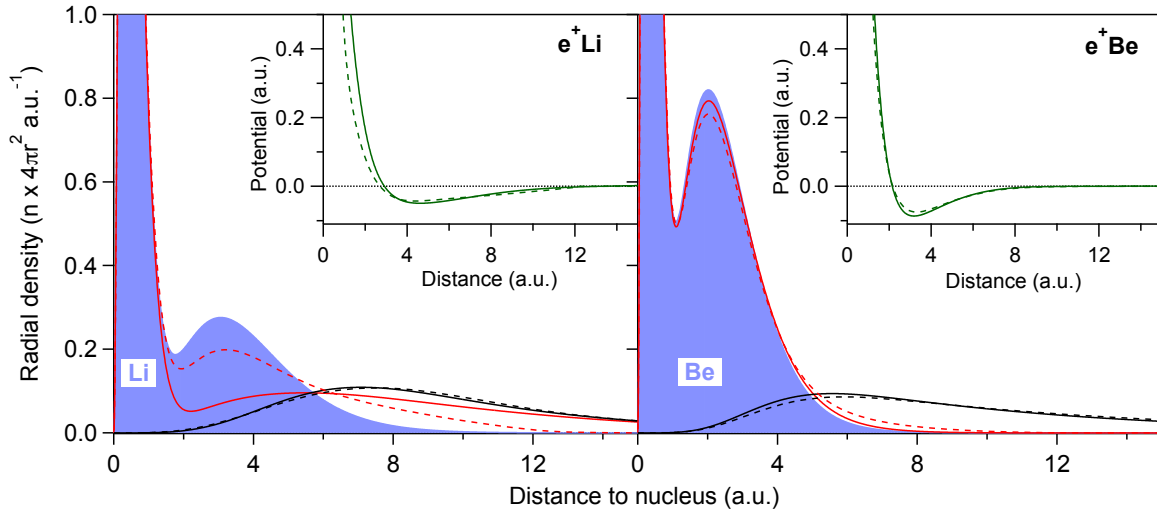 Radial density (n x 4πr² a.u.⁻¹)
1.0
0.8
0.6
0.4
0.2
0.0
Li
e⁺Li
Potential (a.u.)
0.4
0.2
0.0
0
4
8
12
Distance (a.u.)
Be
e⁺Be
Potential (a.u.)
0.4
0.2
0.0
0
4
8
12
Distance (a.u.)
0
4
8
12
0
4
8
12
Distance to nucleus (a.u.)